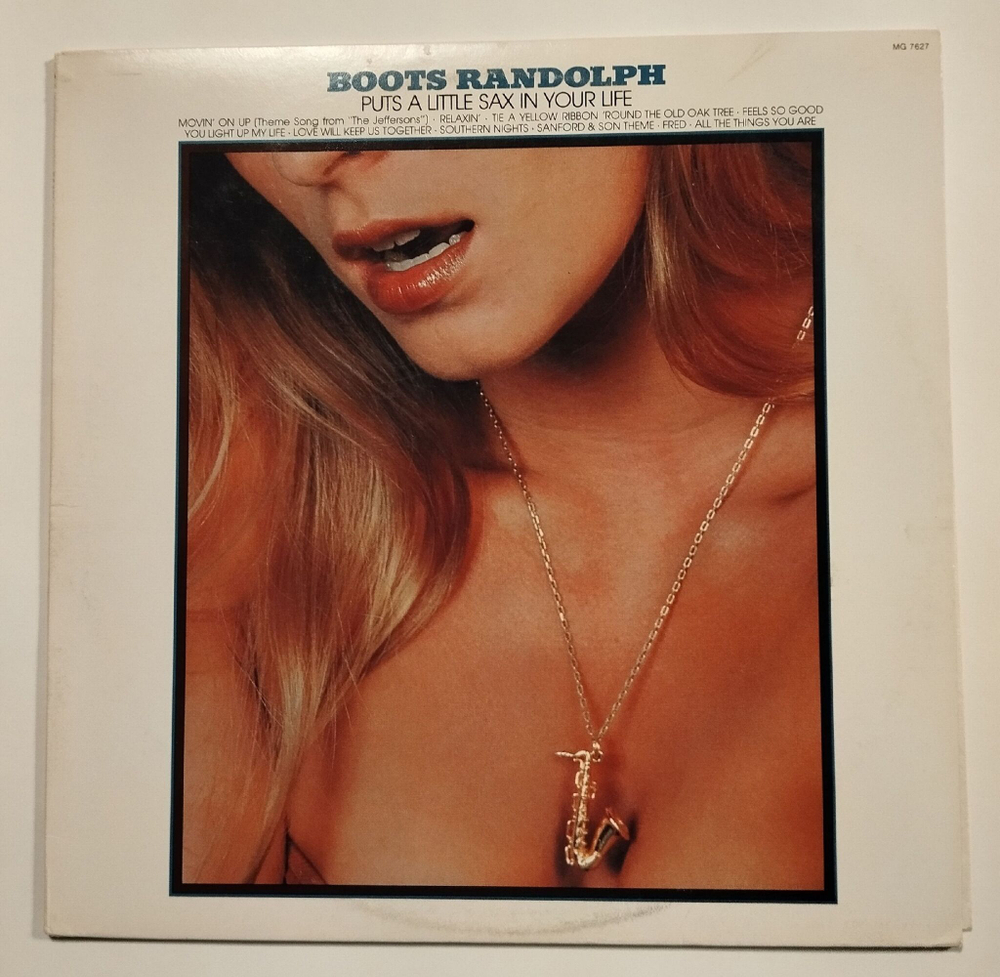 MG 7627
BOOTS RANDOLPH
PUTS A LITTLE SAX IN YOUR LIFE
MOVIN' ON UP (Theme Song from "The Jeffersons") · RELAXIN' · TIE A YELLOW RIBBON 'ROUND THE OLD OAK TREE · FEELS SO GOOD
YOU LIGHT UP MY LIFE · LOVE WILL KEEP US TOGETHER · SOUTHERN NIGHTS · SANFORD & SON THEME · FRED · ALL THE THINGS YOU ARE